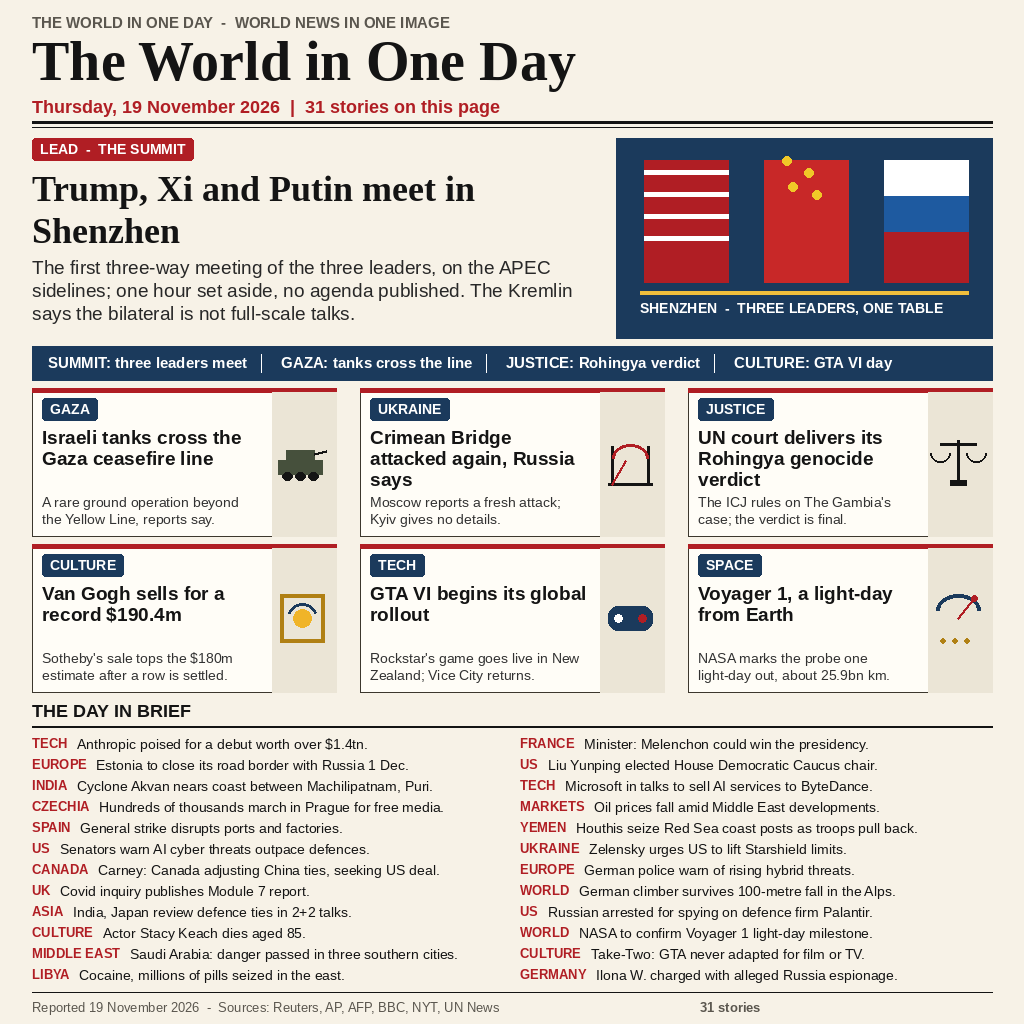 THE WORLD IN ONE DAY - WORLD NEWS IN ONE IMAGE
The World in One Day
Thursday, 19 November 2026 | 31 stories on this page
LEAD - THE SUMMIT
Trump, Xi and Putin meet in
Shenzhen
The first three-way meeting of the three leaders, on the APEC
sidelines; one hour set aside, no agenda published. The Kremlin
says the bilateral is not full-scale talks.
SHENZHEN - THREE LEADERS, ONE TABLE
SUMMIT: three leaders meet | GAZA: tanks cross the line | JUSTICE: Rohingya verdict | CULTURE: GTA VI day
GAZA
Israeli tanks cross the
Gaza ceasefire line
A rare ground operation beyond
the Yellow Line, reports say.
UKRAINE
Crimean Bridge
attacked again, Russia
says
Moscow reports a fresh attack;
Kyiv gives no details.
JUSTICE
UN court delivers its
Rohingya genocide
verdict
The ICJ rules on The Gambia's
case; the verdict is final.
CULTURE
Van Gogh sells for a
record $190.4m
Sotheby's sale tops the $180m
estimate after a row is settled.
TECH
GTA VI begins its global
rollout
Rockstar's game goes live in New
Zealand; Vice City returns.
SPACE
Voyager 1, a light-day
from Earth
NASA marks the probe one
light-day out, about 25.9bn km.
THE DAY IN BRIEF
TECH Anthropic poised for a debut worth over $1.4tn.
EUROPE Estonia to close its road border with Russia 1 Dec.
INDIA Cyclone Akvan nears coast between Machilipatnam, Puri.
CZECHIA Hundreds of thousands march in Prague for free media.
SPAIN General strike disrupts ports and factories.
US Senators warn AI cyber threats outpace defences.
CANADA Carney: Canada adjusting China ties, seeking US deal.
UK Covid inquiry publishes Module 7 report.
ASIA India, Japan review defence ties in 2+2 talks.
CULTURE Actor Stacy Keach dies aged 85.
MIDDLE EAST Saudi Arabia: danger passed in three southern cities.
LIBYA Cocaine, millions of pills seized in the east.
FRANCE Minister: Melenchon could win the presidency.
US Liu Yunping elected House Democratic Caucus chair.
TECH Microsoft in talks to sell AI services to ByteDance.
MARKETS Oil prices fall amid Middle East developments.
YEMEN Houthis seize Red Sea coast posts as troops pull back.
UKRAINE Zelensky urges US to lift Starshield limits.
EUROPE German police warn of rising hybrid threats.
WORLD German climber survives 100-metre fall in the Alps.
US Russian arrested for spying on defence firm Palantir.
WORLD NASA to confirm Voyager 1 light-day milestone.
CULTURE Take-Two: GTA never adapted for film or TV.
GERMANY Ilona W. charged with alleged Russia espionage.
Reported 19 November 2026 - Sources: Reuters, AP, AFP, BBC, NYT, UN News
31 stories